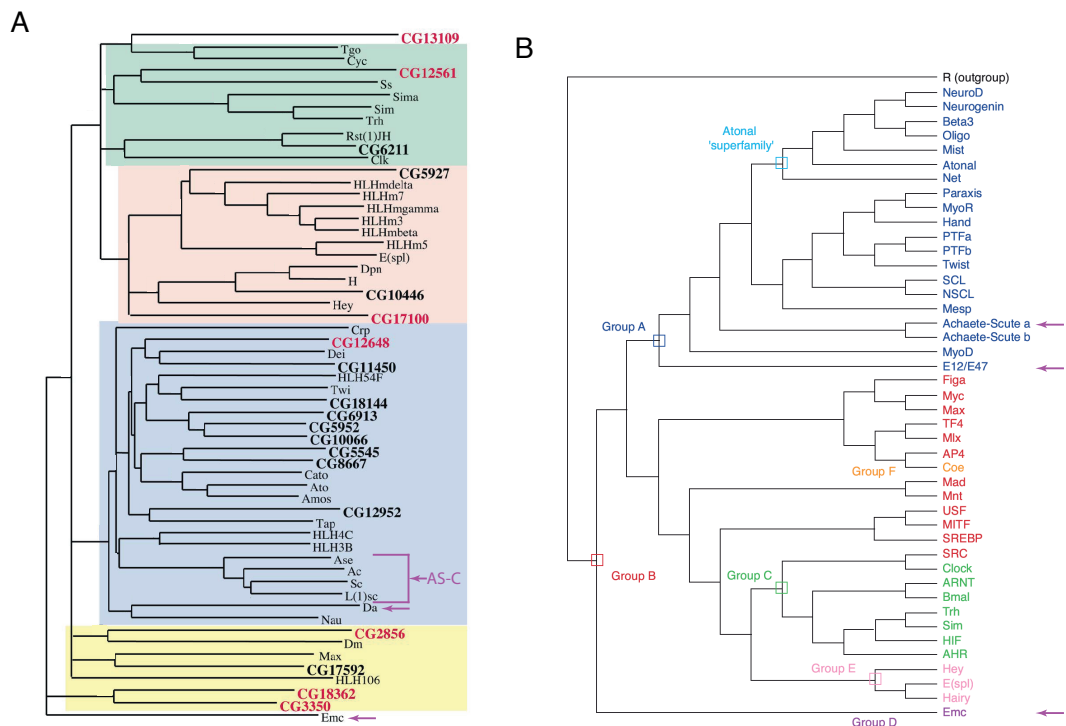 A
CG13109
Tgo
Cyc
CG12561
Ss
Sima
Sim
Trh
Rst(1)JH
CG6211
Clk
CG5927
HLHmdelta
HLHm7
HLHmgamma
HLHm3
HLHmbeta
HLHm5
E(spl)
Dpn
H
CG10446
Hey
CG17100
Crp
CG12648
Dei
CG11450
HLH54F
Twi
CG18144
CG6913
CG5952
CG10066
CG5545
CG8667
Cato
Ato
Amos
CG12952
Tap
HLH4C
HLH3B
Ase
Ac
AS-C
Sc
L(1)sc
Da
Nau
CG2856
Dm
Max
CG17592
HLH106
CG18362
CG3350
Emc
B
R (outgroup)
NeuroD
Neurogenin
Beta3
Oligo
Atonal
'superfamily'
Mist
Atonal
Net
Paraxis
MyoR
Hand
PTFa
PTFb
Twist
SCL
NSCL
Mesp
Group A
Achaete-Scute a
Achaete-Scute b
MyoD
E12/E47
Figa
Myc
Max
TF4
Mlx
AP4
Group F
Coe
Mad
Mnt
USF
MITF
SREBP
SRC
Group B
Group C
Clock
ARNT
Bmal
Trh
Sim
HIF
AHR
Group E
Hey
E(spl)
Hairy
Emc
Group D